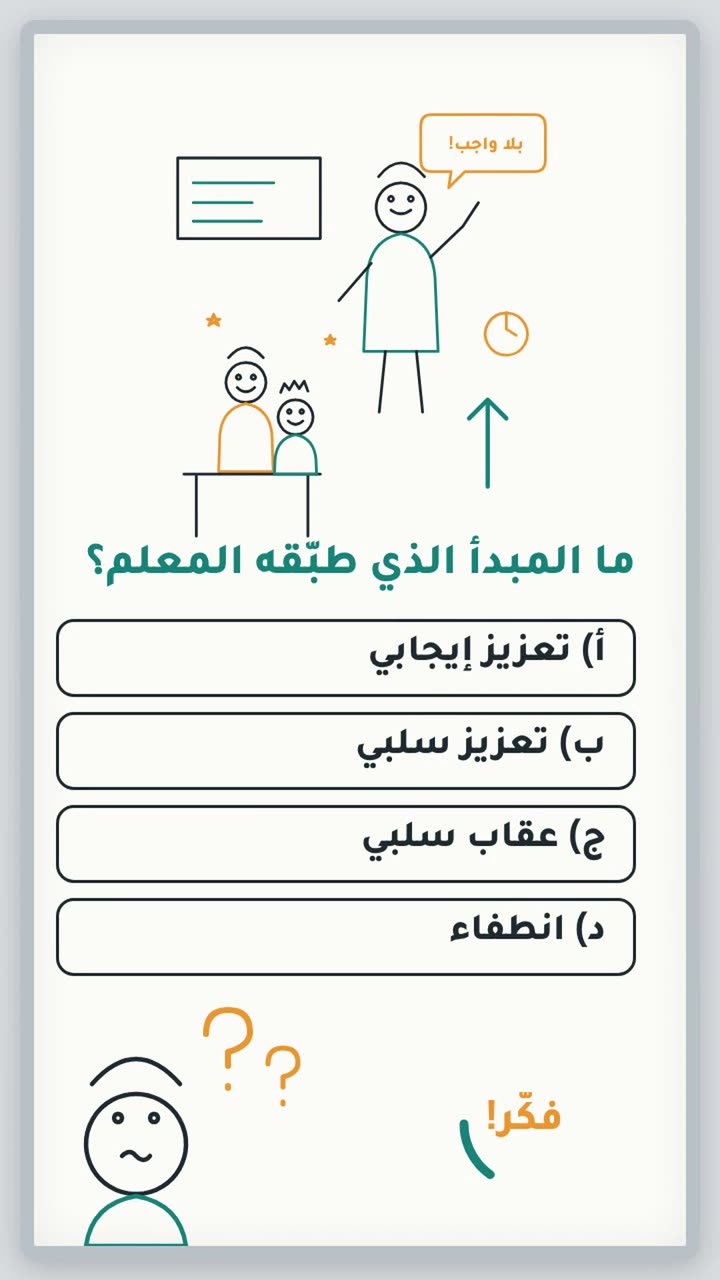 بلا واجب!
ما المبدأ الذي طبّقه المعلم؟
أ) تعزيز إيجابي
ب) تعزيز سلبي
ج) عقاب سلبي
د) انطفاء
??
فكّر!